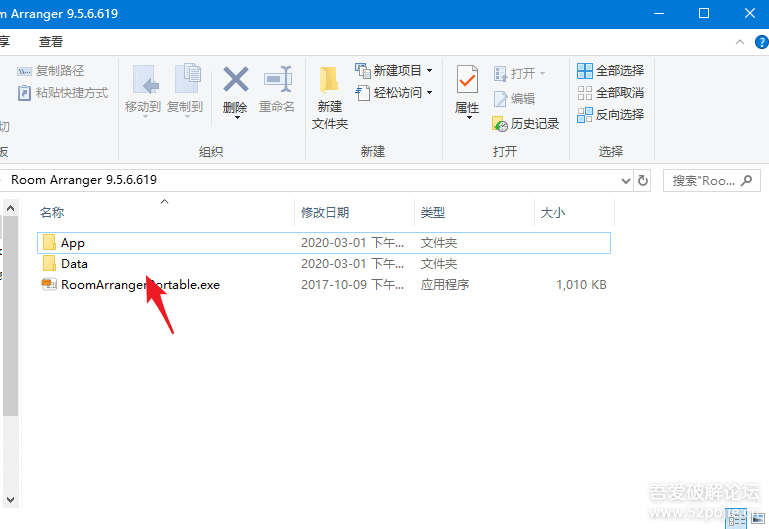 m Arranger 9.5.6.619
享 查看
复制路径
粘贴快捷方式
切
板
移动到 复制到 删除 重命名
组织
新建
文件夹
新建项目
轻松访问
新建
属性
打开
编辑
历史记录
打开
全部选择
全部取消
反向选择
选择
Room Arranger 9.5.6.619
搜索"Roo...
名称 修改日期 类型 大小
App 2020-03-01 下午... 文件夹
Data 2020-03-01 下午... 文件夹
RoomArrangerPortable.exe 2017-10-09 下午... 应用程序 1,010 KB
吾爱破解论坛